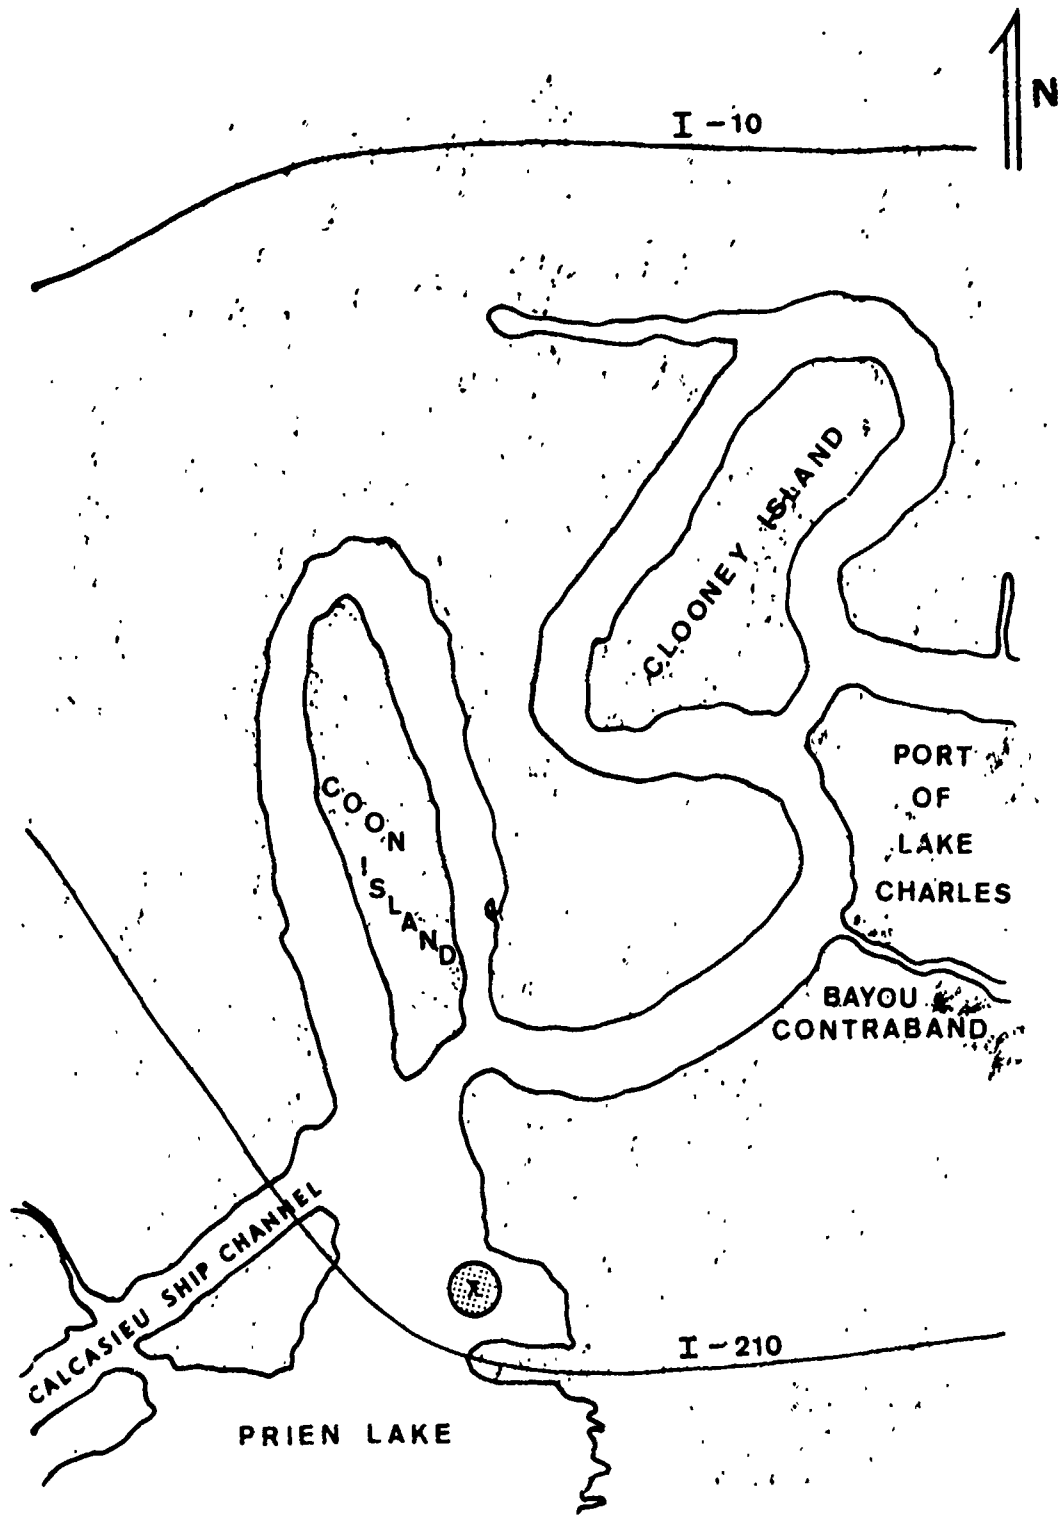 N
I-10
CLOONEY ISLAND
COON
ISLAND
PORT
OF
LAKE
CHARLES
BAYOU
CONTRABAND
CALCASIEU SHIP CHANNEL
X
I-210
PRIEN LAKE